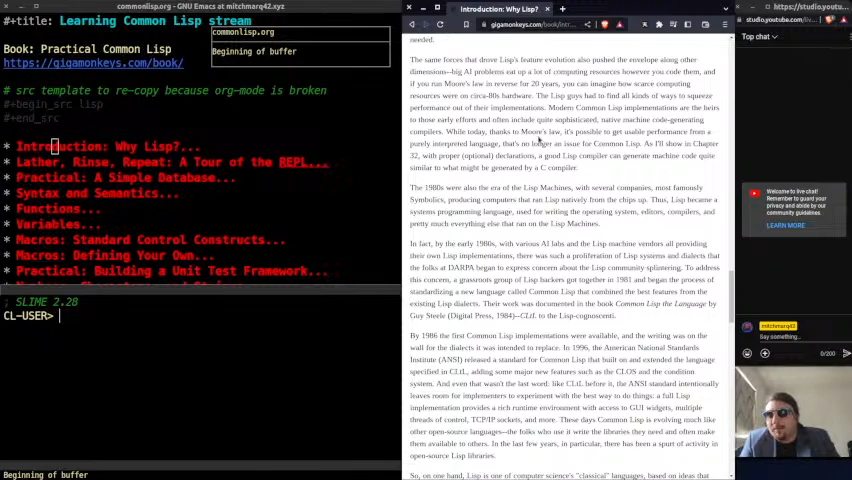 commonlisp.org - GNU Emacs at mitchmarq42.xyz
#+title: Learning Common Lisp stream
Book: Practical Common Lisp
https://gigamonkeys.com/book/
# src template to re-copy because org-mode is broken
#+begin_src lisp
#+end_src
* Introduction: Why Lisp?...
* Lather, Rinse, Repeat: A Tour of the REPL...
* Practical: A Simple Database...
* Syntax and Semantics...
* Functions...
* Variables...
* Macros: Standard Control Constructs...
* Macros: Defining Your Own...
* Practical: Building a Unit Test Framework...
commonlisp.org
Beginning of buffer
; SLIME 2.28
CL-USER>
Beginning of buffer
Introduction: Why Lisp?
gigamonkeys.com/book/intr...
needed.
The same forces that drove Lisp's feature evolution also pushed the envelope along other
dimensions--big AI problems eat up a lot of computing resources however you code them, and
if you run Moore's law in reverse for 20 years, you can imagine how scarce computing
resources were on circa-80s hardware. The Lisp guys had to find all kinds of ways to squeeze
performance out of their implementations. Modern Common Lisp implementations are the heirs
to those early efforts and often include quite sophisticated, native machine code-generating
compilers. While today, thanks to Moore's law, it's possible to get usable performance from a
purely interpreted language, that's no longer an issue for Common Lisp. As I'll show in Chapter
32, with proper (optional) declarations, a good Lisp compiler can generate machine code quite
similar to what might be generated by a C compiler.
The 1980s were also the era of the Lisp Machines, with several companies, most famously
Symbolics, producing computers that ran Lisp natively from the chips up. Thus, Lisp became a
systems programming language, used for writing the operating system, editors, compilers, and
pretty much everything else that ran on the Lisp Machines.
In fact, by the early 1980s, with various AI labs and the Lisp machine vendors all providing
their own Lisp implementations, there was such a proliferation of Lisp systems and dialects that
the folks at DARPA began to express concern about the Lisp community splintering. To address
this concern, a grassroots group of Lisp hackers got together in 1981 and began the process of
standardizing a new language called Common Lisp that combined the best features from the
existing Lisp dialects. Their work was documented in the book Common Lisp the Language by
Guy Steele (Digital Press, 1984)--CLtL to the Lisp-cognoscenti.
By 1986 the first Common Lisp implementations were available, and the writing was on the
wall for the dialects it was intended to replace. In 1996, the American National Standards
Institute (ANSI) released a standard for Common Lisp that built on and extended the language
specified in CLtL, adding some major new features such as the CLOS and the condition
system. And even that wasn't the last word: like CLtL before it, the ANSI standard intentionally
leaves room for implementers to experiment with the best way to do things: a full Lisp
implementation provides a rich runtime environment with access to GUI widgets, multiple
threads of control, TCP/IP sockets, and more. These days Common Lisp is evolving much like
other open-source languages--the folks who use it write the libraries they need and often make
them available to others. In the last few years, in particular, there has been a spurt of activity in
open-source Lisp libraries.
So, on one hand, Lisp is one of computer science's "classical" languages, based on ideas that
https://studio.youtu
studio.youtube.com/live
Top chat
Welcome to live chat!
Remember to guard your
privacy and abide by our
community guidelines.
LEARN MORE
mitchmarq42
Say something...
0/200